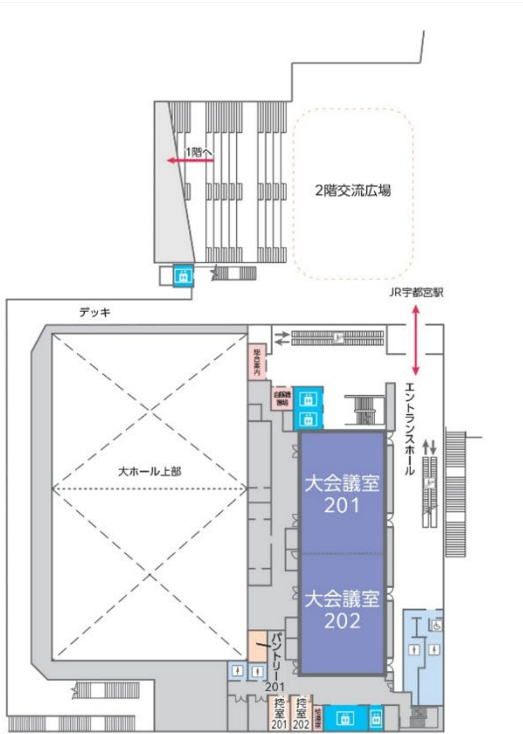 1階へ
2階交流広場
JR宇都宮駅
デッキ
総合案内
エントランスホール
大会議室
201
大ホール上部
大会議室
202
パントリー
201
控室
201
控室
202